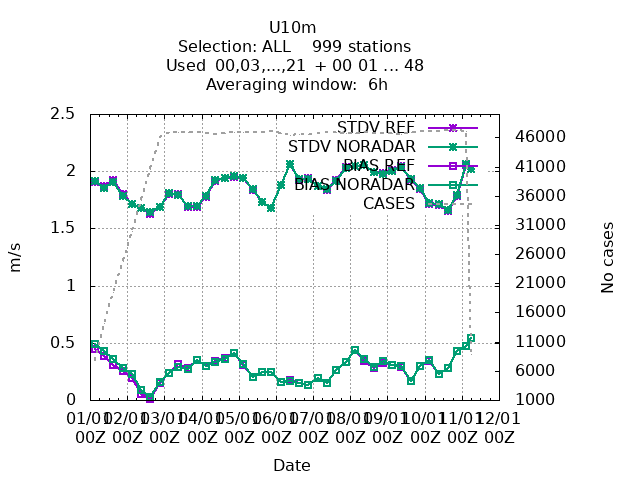 U10m
Selection: ALL    999 stations
Used  00,03,...,21  + 00 01 ... 48
Averaging window:  6h
STDV REF
STDV NORADAR
BIAS REF
BIAS NORADAR
CASES
2.5
2
1.5
1
0.5
0
m/s
46000
41000
36000
31000
26000
21000
16000
11000
6000
1000
No cases
01/01 02/01 03/01 04/01 05/01 06/01 07/01 08/01 09/01 10/01 11/01 12/01
00Z 00Z 00Z 00Z 00Z 00Z 00Z 00Z 00Z 00Z 00Z 00Z
Date